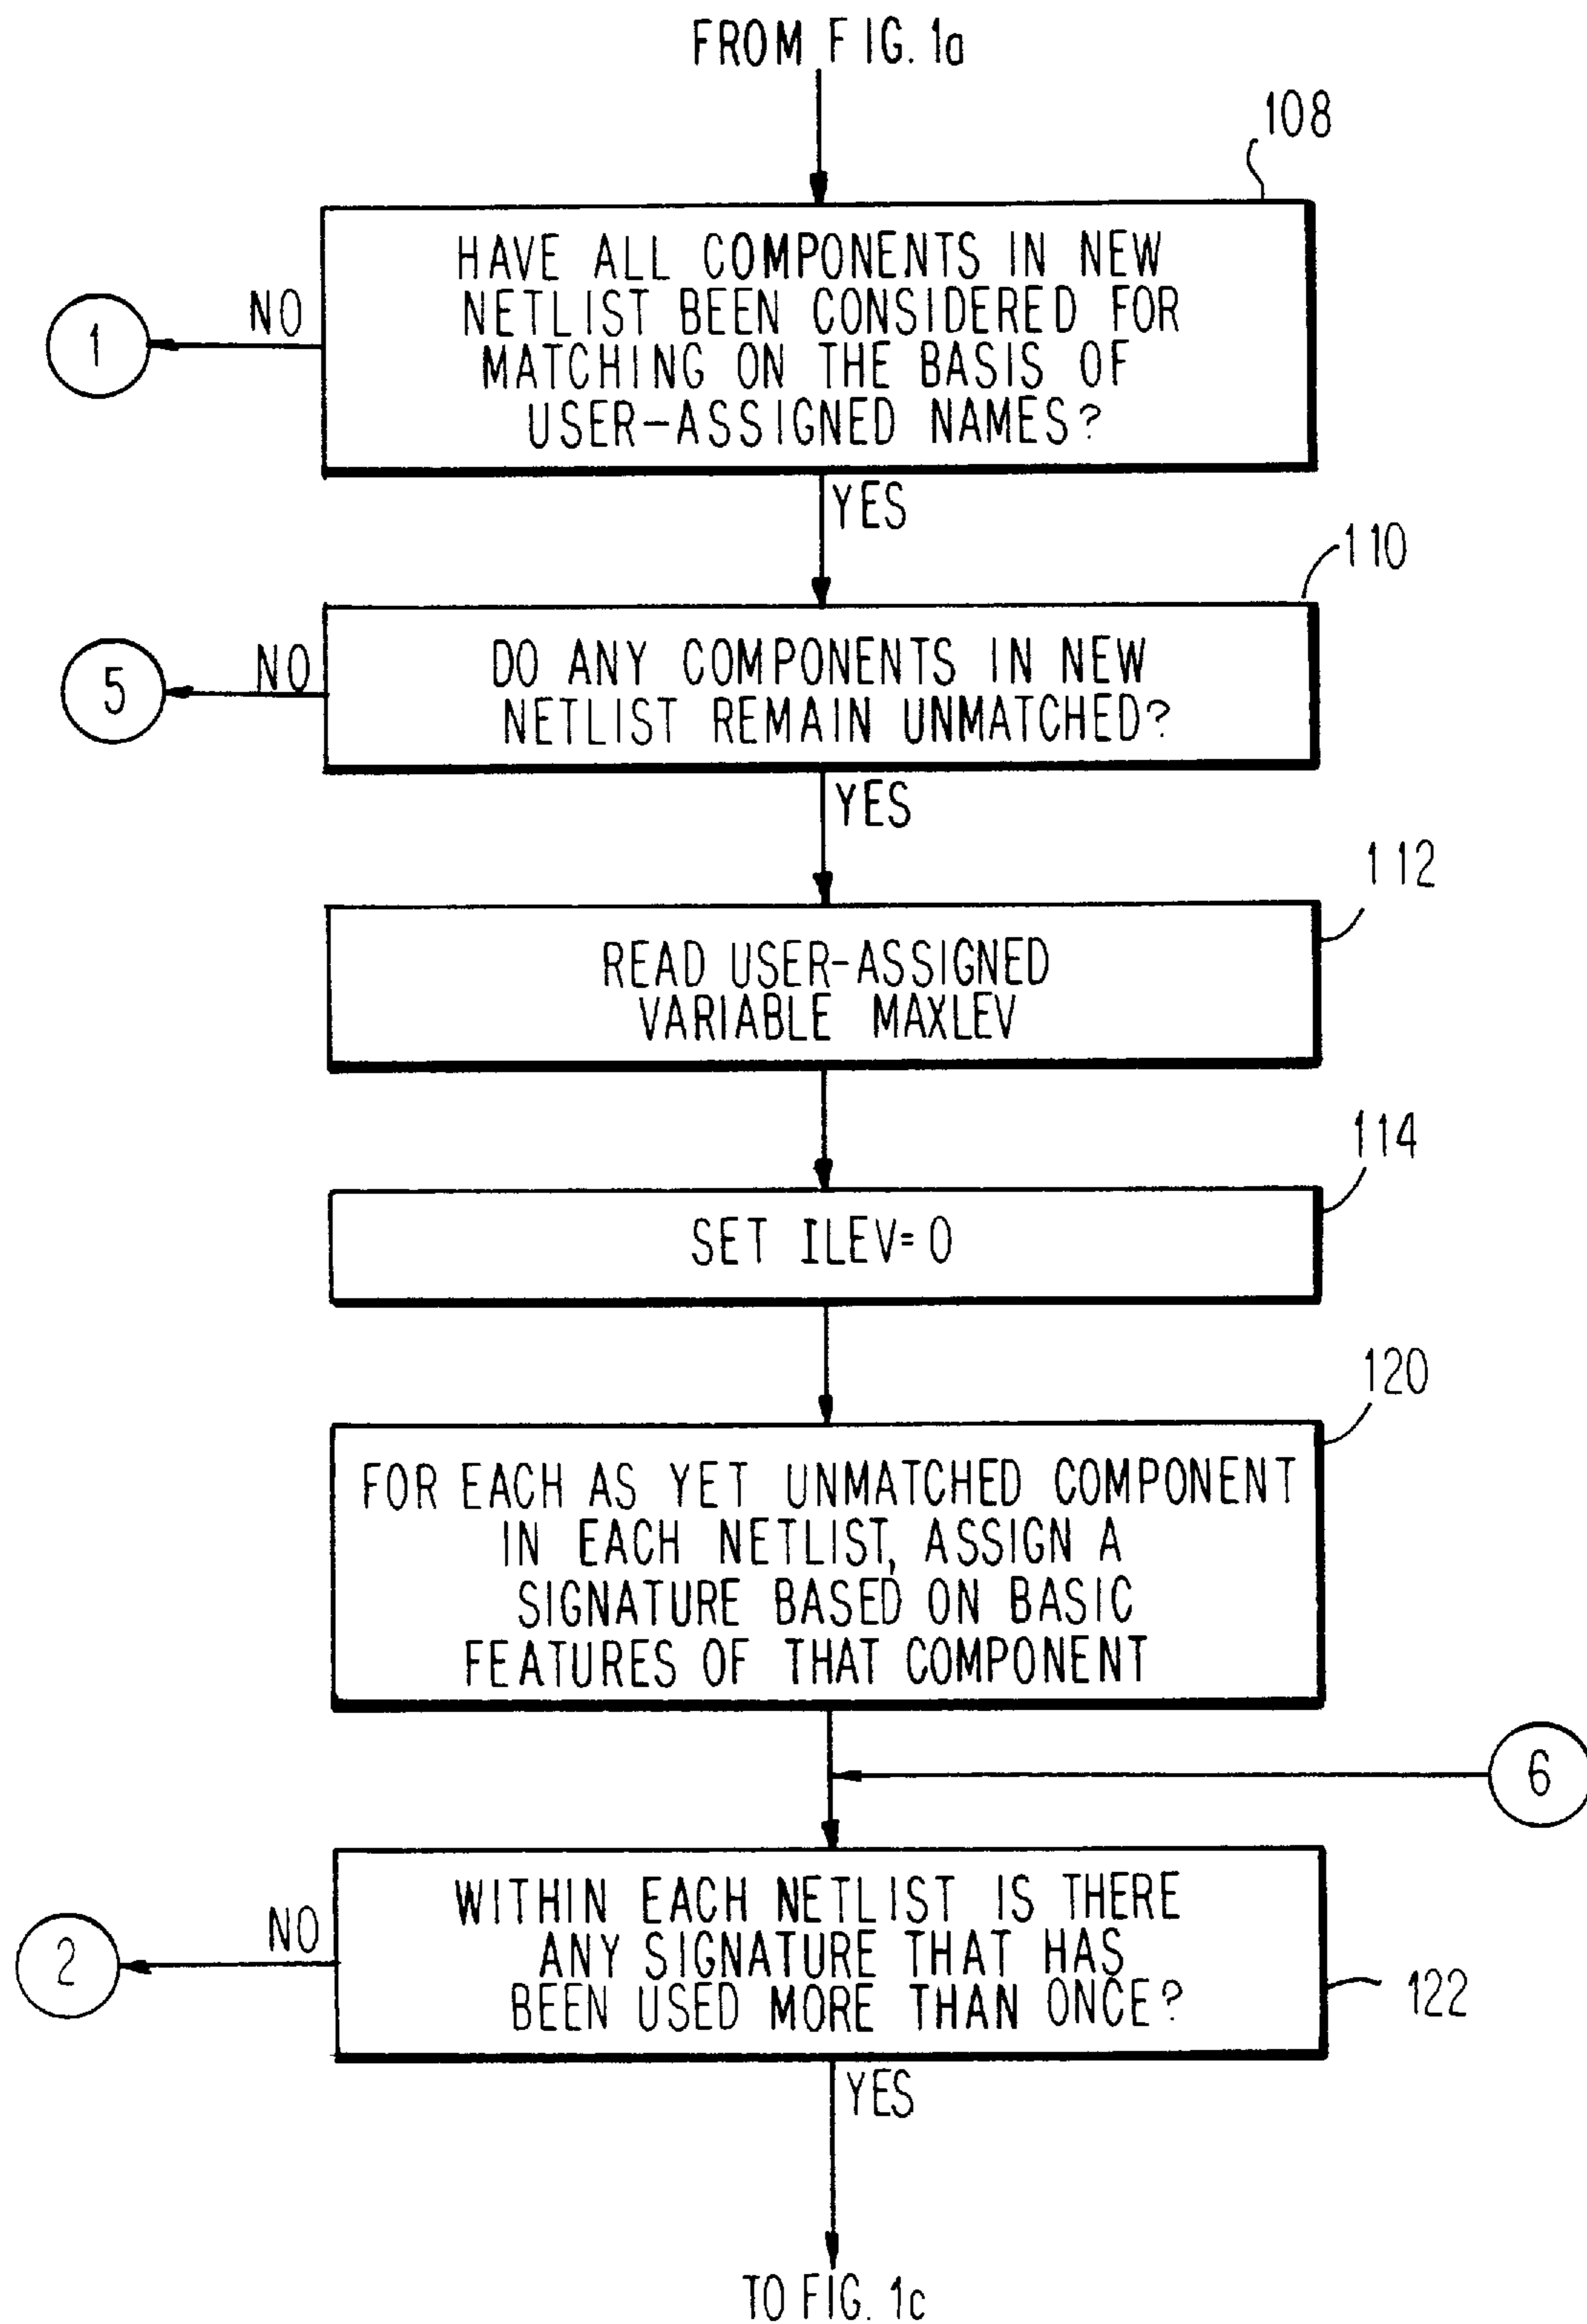 FROM FIG. 1a
108
HAVE ALL COMPONENTS IN NEW
NETLIST BEEN CONSIDERED FOR
MATCHING ON THE BASIS OF
USER-ASSIGNED NAMES?
NO
1
YES
110
DO ANY COMPONENTS IN NEW
NETLIST REMAIN UNMATCHED?
NO
5
YES
112
READ USER-ASSIGNED
VARIABLE MAXLEV
114
SET ILEV=0
120
FOR EACH AS YET UNMATCHED COMPONENT
IN EACH NETLIST, ASSIGN A
SIGNATURE BASED ON BASIC
FEATURES OF THAT COMPONENT
6
WITHIN EACH NETLIST IS THERE
ANY SIGNATURE THAT HAS
BEEN USED MORE THAN ONCE?
NO
2
122
YES
TO FIG. 1c